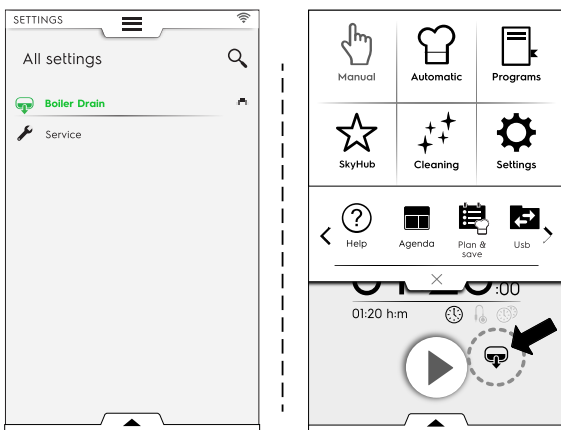 SETTINGS
All settings
Boiler Drain
Service
Manual Automatic Programs
SkyHub Cleaning Settings
Help Agenda Plan & save Usb
:00
01:20 h:m